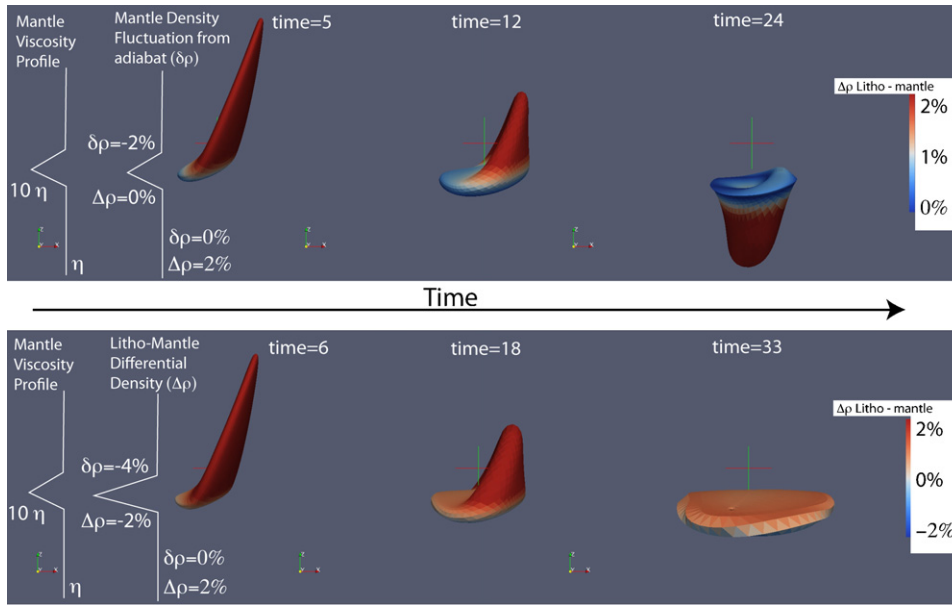 Mantle
Viscosity
Profile
Mantle Density
Fluctuation from
adiabat (δρ)
time=5
time=12
time=24
δρ=-2%
10 η
Δρ=0%
δρ=0%
Δρ=2%
η
Δρ Litho - mantle
2%
1%
0%
Time
Mantle
Viscosity
Profile
Litho-Mantle
Differential
Density (Δρ)
time=6
time=18
time=33
δρ=-4%
10 η
Δρ=-2%
δρ=0%
Δρ=2%
η
Δρ Litho - mantle
2%
0%
−2%